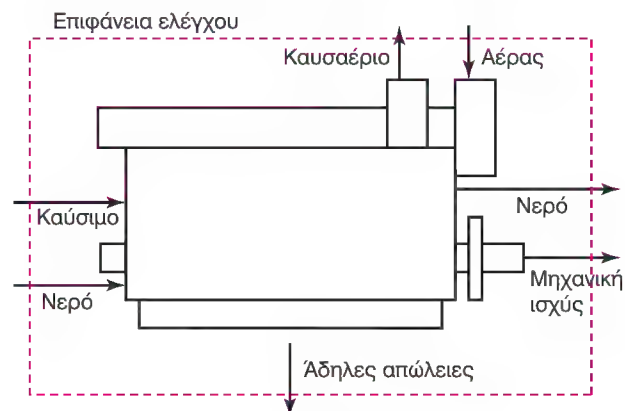 Επιφάνεια ελέγχου
Καυσαέριο
Αέρας
Καύσιμο
Νερό
Νερό
Μηχανική
ισχύς
Άδηλες απώλειες